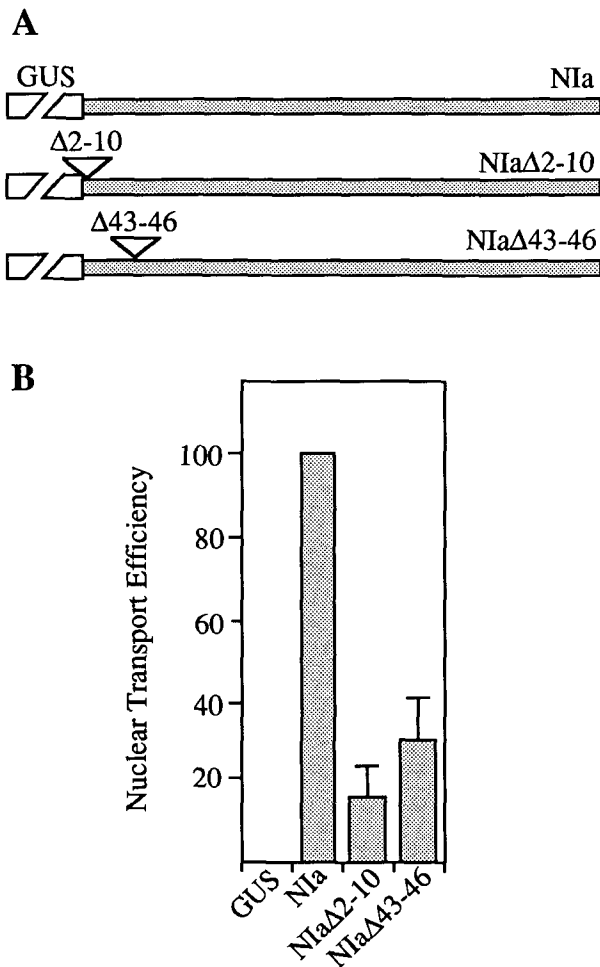 A
GUS
NIa
Δ2-10
NIaΔ2-10
Δ43-46
NIaΔ43-46
B
Nuclear Transport Efficiency
100
80
60
40
20
GUS
NIa
NIaΔ2-10
NIaΔ43-46